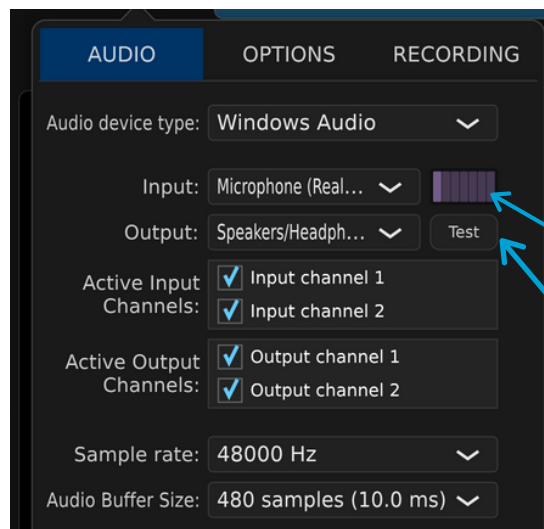 AUDIO OPTIONS RECORDING
Audio device type: Windows Audio
Input: Microphone (Real...
Output: Speakers/Headph... Test
Active Input Channels:
Input channel 1
Input channel 2
Active Output Channels:
Output channel 1
Output channel 2
Sample rate: 48000 Hz
Audio Buffer Size: 480 samples (10.0 ms)